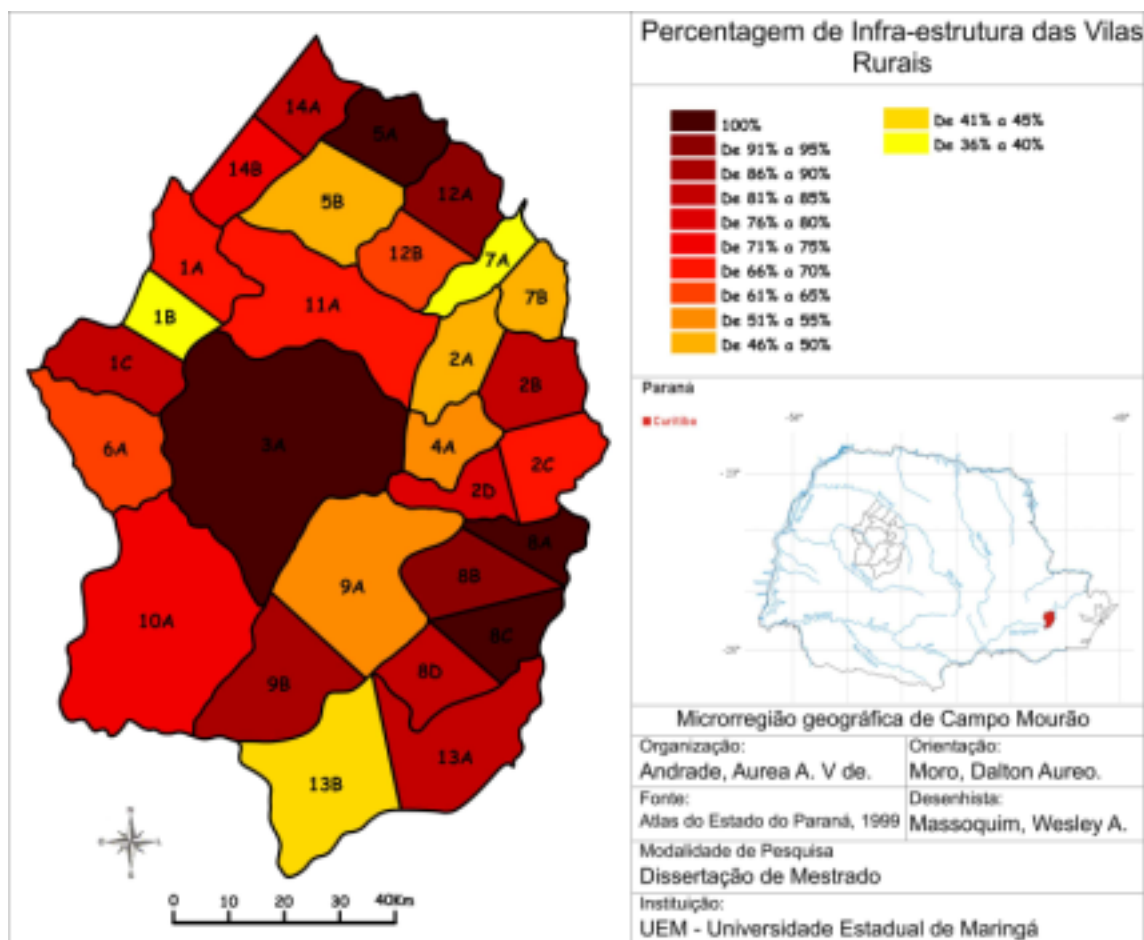 Percentagem de Infra-estrutura das Vilas
Rurais
100%
De 91% a 95%
De 86% a 90%
De 81% a 85%
De 76% a 80%
De 71% a 75%
De 66% a 70%
De 61% a 65%
De 51% a 55%
De 46% a 50%
De 41% a 45%
De 36% a 40%
14A
5A
14B
5B
12A
12B
7A
1A
11A
7B
1B
2A
1C
2B
3A
6A
4A
2C
2D
8A
8B
9A
10A
8C
9B
8D
13A
13B
0 10 20 30 40Km
Paraná
Curitiba
Microrregião geográfica de Campo Mourão
Organização:
Andrade, Aurea A. V de.
Orientação:
Moro, Dalton Aureo.
Fonte:
Atlas do Estado do Paraná, 1999
Desenhista:
Massoquim, Wesley A.
Modalidade de Pesquisa
Dissertação de Mestrado
Instituição:
UEM - Universidade Estadual de Maringá